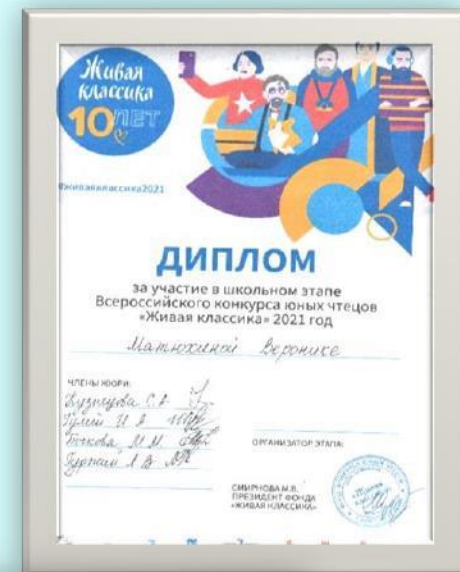 Живая
классика
10 ЛЕТ
#живаяклассика2021
ДИПЛОМ
за участие в школьном этапе
Всероссийского конкурса юных чтецов
«Живая классика» 2021 год
Матюхиной Веронике
ЧЛЕНЫ ЖЮРИ:
Кузнецова С. А.
И. А.
Бокова М. М.
А. В.
ОРГАНИЗАТОР ЭТАПА:
СМИРНОВА М.В.
ПРЕЗИДЕНТ ФОНДА
«ЖИВАЯ КЛАССИКА»